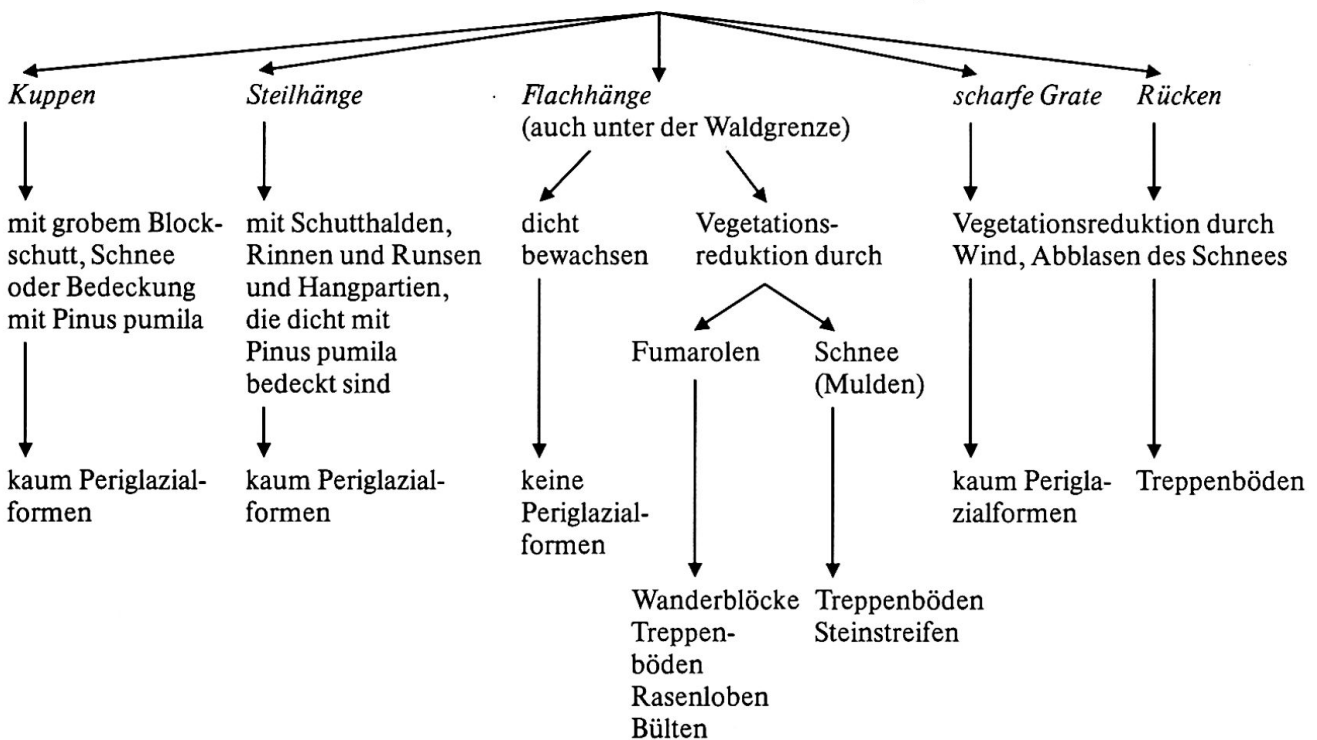 Kuppen
Steilhänge
Flachhänge
(auch unter der Waldgrenze)
scharfe Grate
Rücken
mit grobem Block-
schutt, Schnee
oder Bedeckung
mit Pinus pumila
mit Schutthalden,
Rinnen und Runsen
und Hangpartien,
die dicht mit
Pinus pumila
bedeckt sind
dicht
bewachsen
Vegetations-
reduktion durch
Vegetationsreduktion durch
Wind, Abblasen des Schnees
Fumarolen
Schnee
(Mulden)
kaum Periglazial-
formen
kaum Periglazial-
formen
keine
Periglazial-
formen
kaum Perigla-
zialformen
Treppenböden
Wanderblöcke
Treppen-
böden
Rasenloben
Bülten
Treppenböden
Steinstreifen